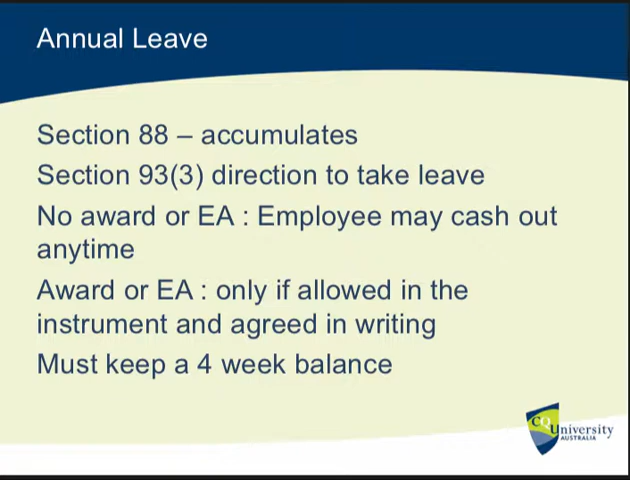 Annual Leave
Section 88 – accumulates
Section 93(3) direction to take leave
No award or EA : Employee may cash out
anytime
Award or EA : only if allowed in the
instrument and agreed in writing
Must keep a 4 week balance
CQUniversity
AUSTRALIA